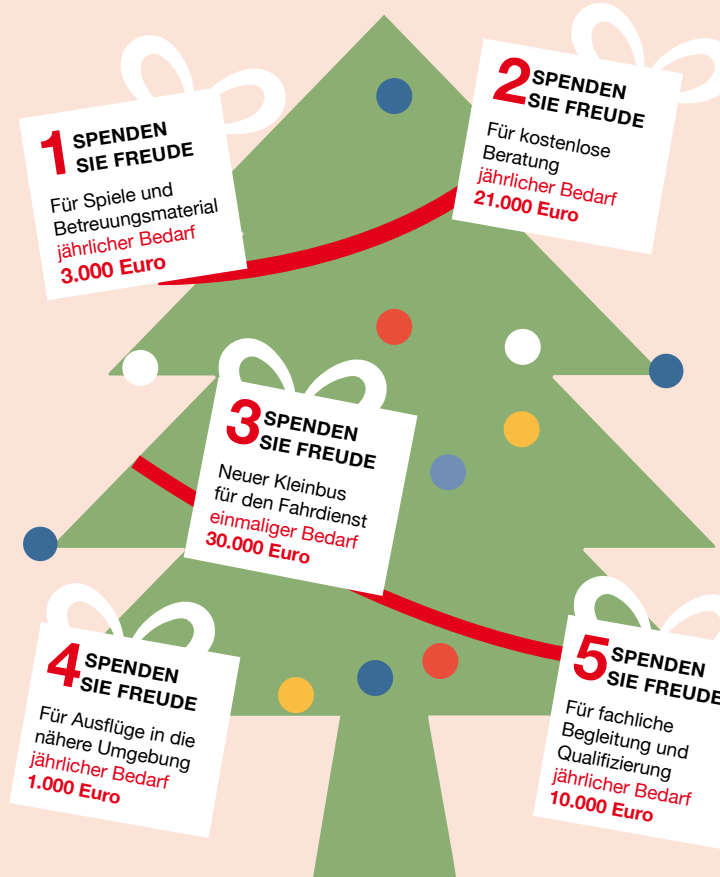 1 SPENDEN
SIE FREUDE
Für Spiele und
Betreuungsmaterial
jährlicher Bedarf
3.000 Euro
2 SPENDEN
SIE FREUDE
Für kostenlose
Beratung
jährlicher Bedarf
21.000 Euro
3 SPENDEN
SIE FREUDE
Neuer Kleinbus
für den Fahrdienst
einmaliger Bedarf
30.000 Euro
4 SPENDEN
SIE FREUDE
Für Ausflüge in die
nähere Umgebung
jährlicher Bedarf
1.000 Euro
5 SPENDEN
SIE FREUDE
Für fachliche
Begleitung und
Qualifizierung
jährlicher Bedarf
10.000 Euro